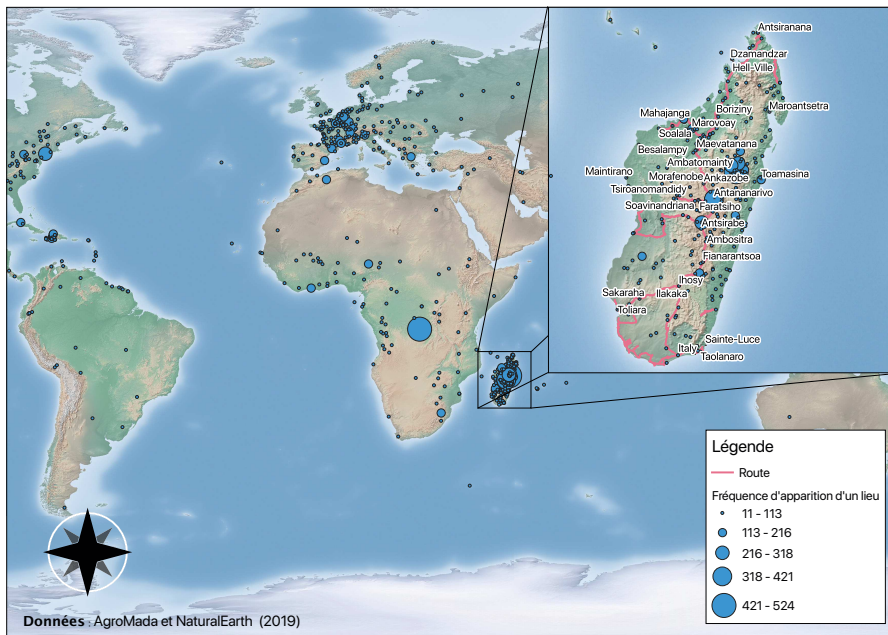 Antsiranana
Dzamandzar
Hell-Ville
Boriziny
Maroantsetra
Mahajanga
Marovoay
Soalala
Maevatanana
Besalampy
Ambatomainty
Maintirano
Morafenobe
Ankazobe
Toamasina
Tsiroanomandidy
Antananarivo
Soavinandriana
Faratsiho
Antsirabe
Ambositra
Fianarantsoa
Ihosy
Sakaraha
Ilakaka
Toliara
Sainte-Luce
Italy
Taolanaro
Légende
Route
Fréquence d'apparition d'un lieu
11 - 113
113 - 216
216 - 318
318 - 421
421 - 524
Données : AgroMada et NaturalEarth (2019)